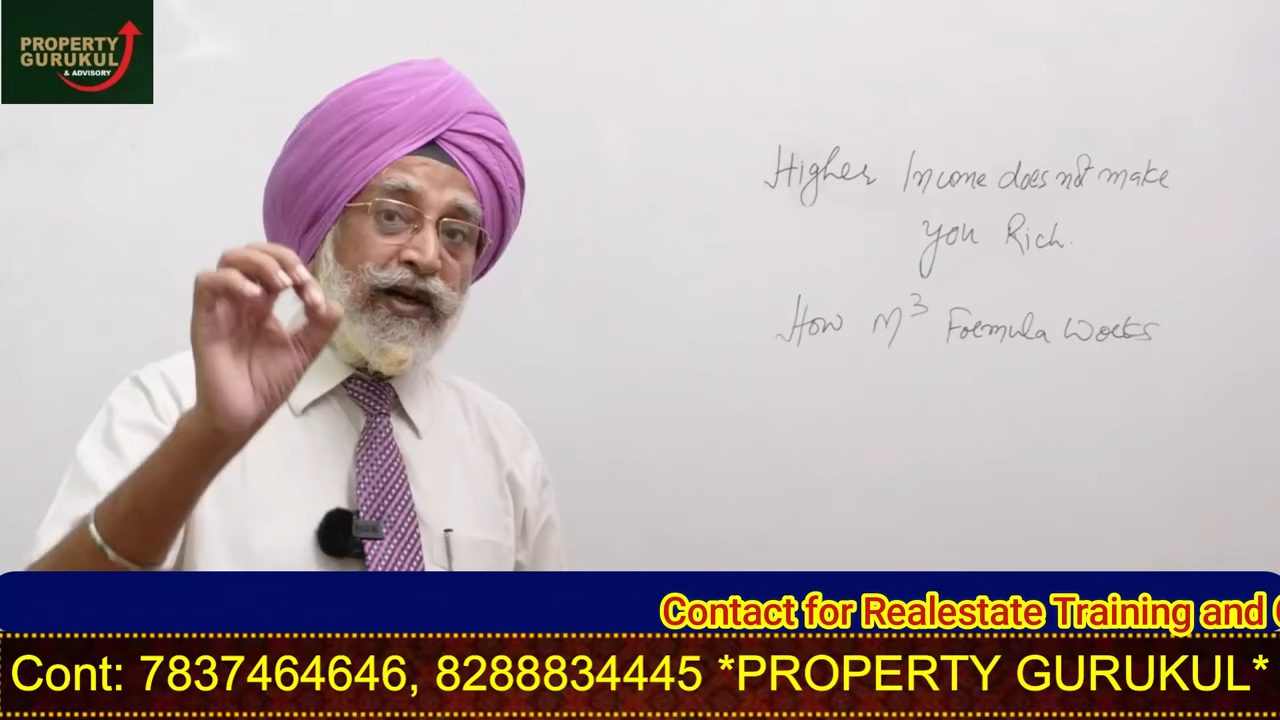 PROPERTY
GURUKUL
& ADVISORY
Higher Income does not make
you Rich.
How M³ Formula Works
Contact for Realestate Training and
Cont: 7837464646, 8288834445 *PROPERTY GURUKUL*